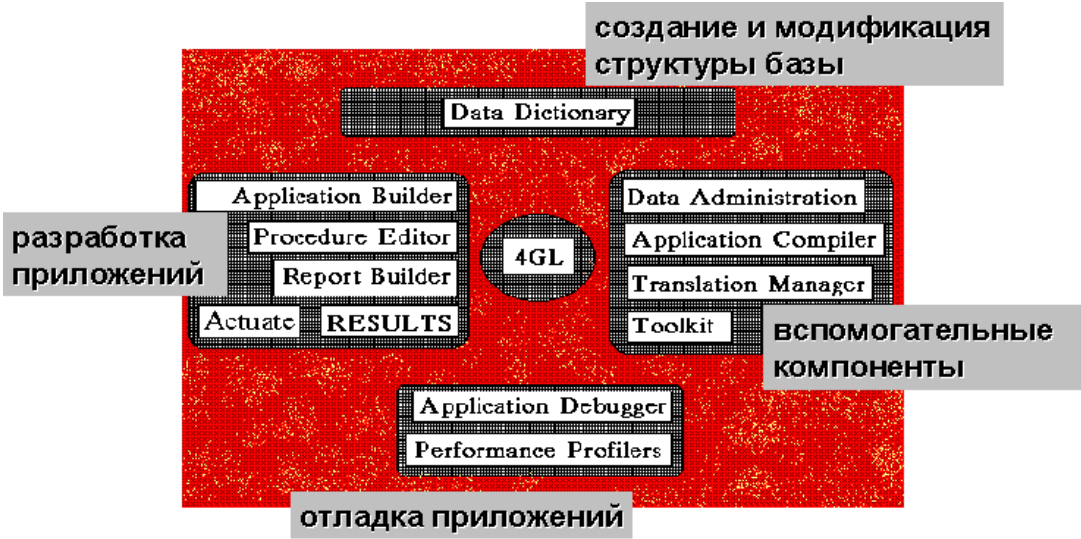 создание и модификация
структуры базы
Data Dictionary
Application Builder
Procedure Editor
Report Builder
Actuate RESULTS
разработка
приложений
4GL
Data Administration
Application Compiler
Translation Manager
Toolkit
вспомогательные
компоненты
Application Debugger
Performance Profilers
отладка приложений